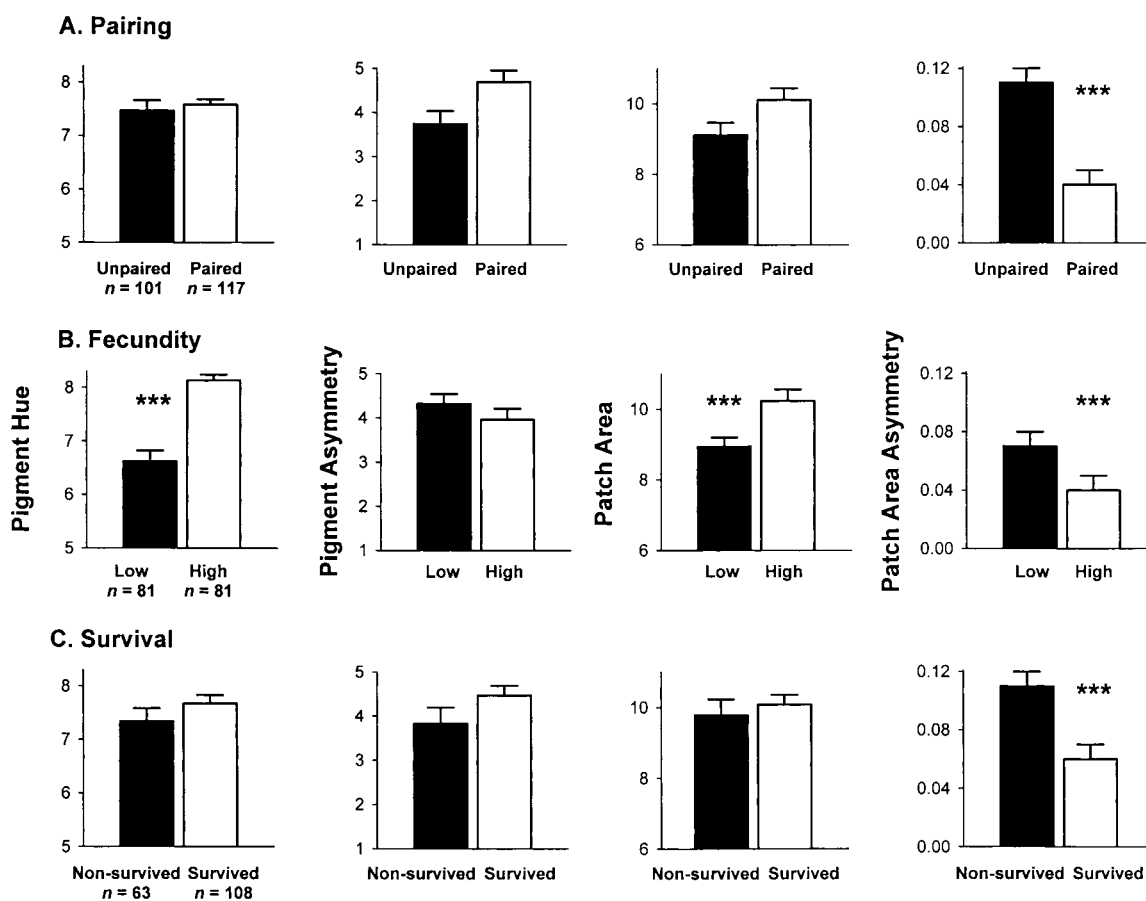 A. Pairing
8
7
6
5
Unpaired Paired
n = 101 n = 117
5
4
3
2
1
Unpaired Paired
10
8
6
Unpaired Paired
0.12
0.08
0.04
0.00
***
Unpaired Paired
B. Fecundity
Pigment Hue
8
7
6
5
***
Low High
n = 81 n = 81
Pigment Asymmetry
5
4
3
2
1
Low High
Patch Area
10
8
6
***
Low High
Patch Area Asymmetry
0.12
0.08
0.04
0.00
***
Low High
C. Survival
8
7
6
5
Non-survived Survived
n = 63 n = 108
5
4
3
2
1
Non-survived Survived
10
8
6
Non-survived Survived
0.12
0.08
0.04
0.00
***
Non-survived Survived